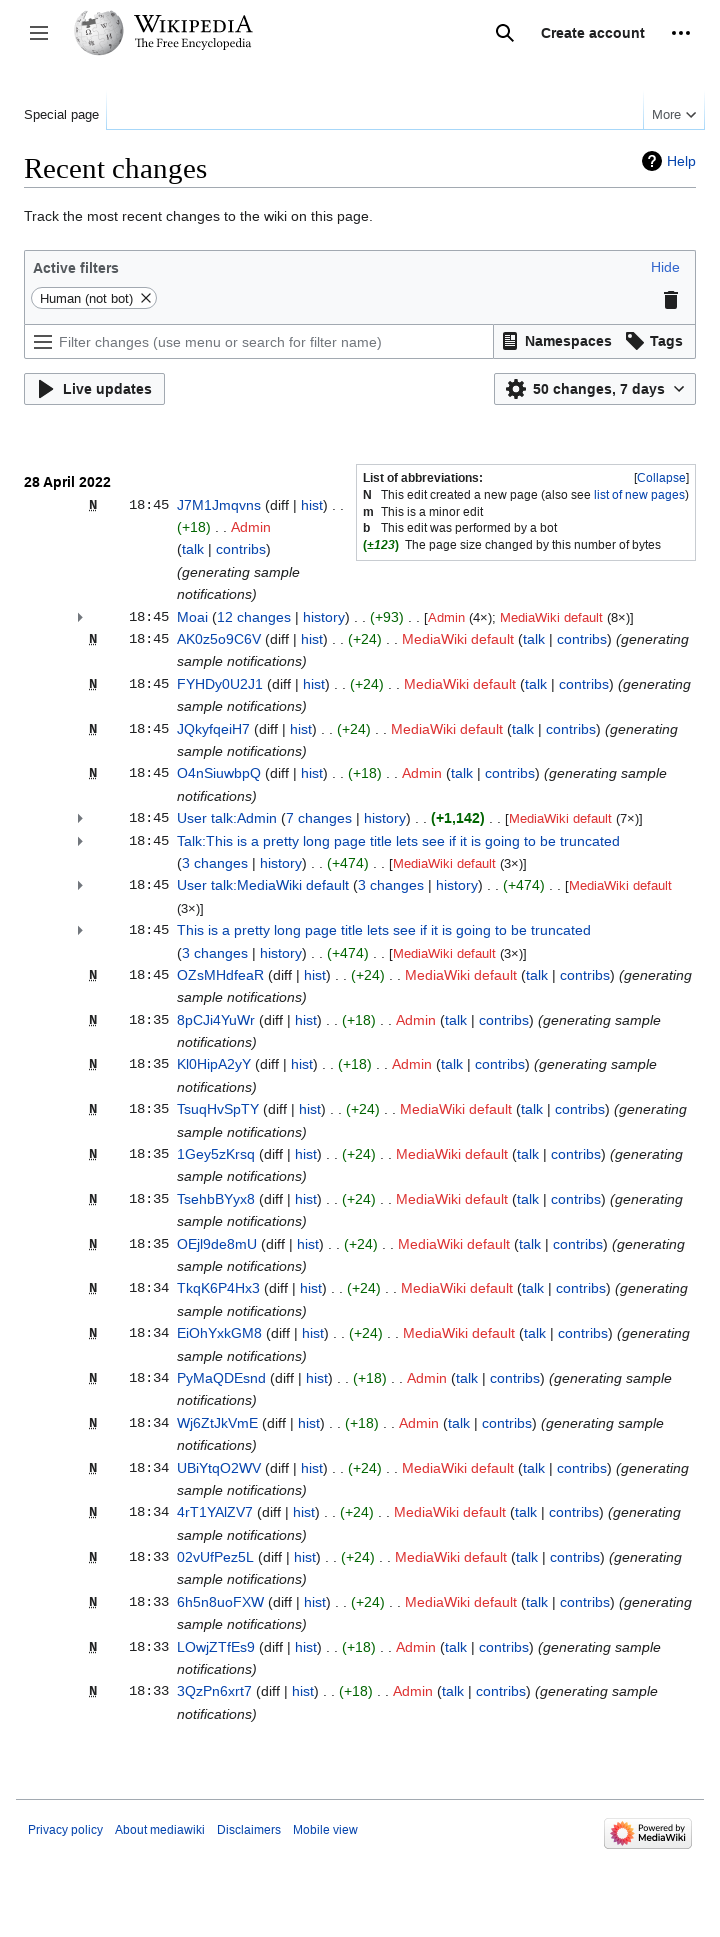 WIKIPEDIA
The Free Encyclopedia
Create account
Special page
More
Recent changes
Help
Track the most recent changes to the wiki on this page.
Active filters
Hide
Human (not bot)
Filter changes (use menu or search for filter name)
Namespaces
Tags
Live updates
50 changes, 7 days
List of abbreviations:
[Collapse]
N This edit created a new page (also see list of new pages)
m This is a minor edit
b This edit was performed by a bot
(±123) The page size changed by this number of bytes
28 April 2022
N 18:45 J7M1Jmqvns (diff | hist) . .
(+18) . . Admin
(talk | contribs)
(generating sample
notifications)
18:45 Moai (12 changes | history) . . (+93) . . [Admin (4×); MediaWiki default (8×)]
N 18:45 AK0z5o9C6V (diff | hist) . . (+24) . . MediaWiki default (talk | contribs) (generating
sample notifications)
N 18:45 FYHDy0U2J1 (diff | hist) . . (+24) . . MediaWiki default (talk | contribs) (generating
sample notifications)
N 18:45 JQkyfqeiH7 (diff | hist) . . (+24) . . MediaWiki default (talk | contribs) (generating
sample notifications)
N 18:45 O4nSiuwbpQ (diff | hist) . . (+18) . . Admin (talk | contribs) (generating sample
notifications)
18:45 User talk:Admin (7 changes | history) . . (+1,142) . . [MediaWiki default (7×)]
18:45 Talk:This is a pretty long page title lets see if it is going to be truncated
(3 changes | history) . . (+474) . . [MediaWiki default (3×)]
18:45 User talk:MediaWiki default (3 changes | history) . . (+474) . . [MediaWiki default
(3×)]
18:45 This is a pretty long page title lets see if it is going to be truncated
(3 changes | history) . . (+474) . . [MediaWiki default (3×)]
N 18:45 OZsMHdfeaR (diff | hist) . . (+24) . . MediaWiki default (talk | contribs) (generating
sample notifications)
N 18:35 8pCJi4YuWr (diff | hist) . . (+18) . . Admin (talk | contribs) (generating sample
notifications)
N 18:35 Kl0HipA2yY (diff | hist) . . (+18) . . Admin (talk | contribs) (generating sample
notifications)
N 18:35 TsuqHvSpTY (diff | hist) . . (+24) . . MediaWiki default (talk | contribs) (generating
sample notifications)
N 18:35 1Gey5zKrsq (diff | hist) . . (+24) . . MediaWiki default (talk | contribs) (generating
sample notifications)
N 18:35 TsehbBYyx8 (diff | hist) . . (+24) . . MediaWiki default (talk | contribs) (generating
sample notifications)
N 18:35 OEjl9de8mU (diff | hist) . . (+24) . . MediaWiki default (talk | contribs) (generating
sample notifications)
N 18:34 TkqK6P4Hx3 (diff | hist) . . (+24) . . MediaWiki default (talk | contribs) (generating
sample notifications)
N 18:34 EiOhYxkGM8 (diff | hist) . . (+24) . . MediaWiki default (talk | contribs) (generating
sample notifications)
N 18:34 PyMaQDEsnd (diff | hist) . . (+18) . . Admin (talk | contribs) (generating sample
notifications)
N 18:34 Wj6ZtJkVmE (diff | hist) . . (+18) . . Admin (talk | contribs) (generating sample
notifications)
N 18:34 UBiYtqO2WV (diff | hist) . . (+24) . . MediaWiki default (talk | contribs) (generating
sample notifications)
N 18:34 4rT1YAlZV7 (diff | hist) . . (+24) . . MediaWiki default (talk | contribs) (generating
sample notifications)
N 18:33 02vUfPez5L (diff | hist) . . (+24) . . MediaWiki default (talk | contribs) (generating
sample notifications)
N 18:33 6h5n8uoFXW (diff | hist) . . (+24) . . MediaWiki default (talk | contribs) (generating
sample notifications)
N 18:33 LOwjZTfEs9 (diff | hist) . . (+18) . . Admin (talk | contribs) (generating sample
notifications)
N 18:33 3QzPn6xrt7 (diff | hist) . . (+18) . . Admin (talk | contribs) (generating sample
notifications)
Privacy policy
About mediawiki
Disclaimers
Mobile view
Powered by
MediaWiki